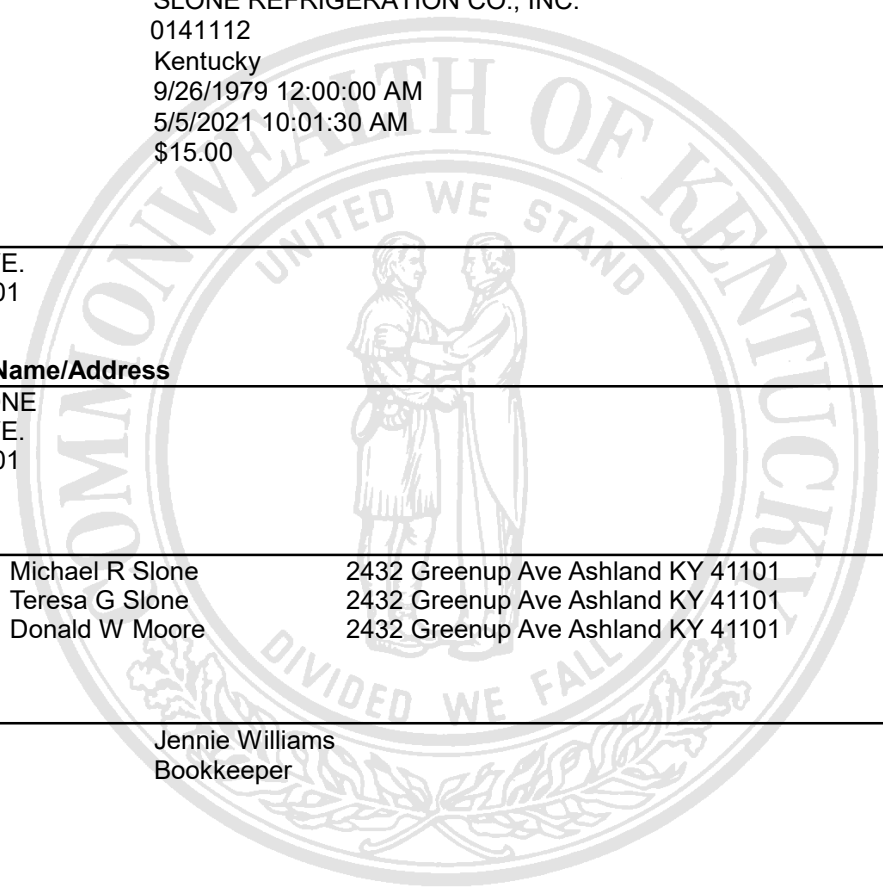 SLONE REFRIGERATION CO., INC.
0141112
Kentucky
9/26/1979 12:00:00 AM
5/5/2021 10:01:30 AM
$15.00
E.
01
Name/Address
NE
E.
01
Michael R Slone 2432 Greenup Ave Ashland KY 41101
Teresa G Slone 2432 Greenup Ave Ashland KY 41101
Donald W Moore 2432 Greenup Ave Ashland KY 41101
Jennie Williams
Bookkeeper
COMMONWEALTH OF KENTUCKY
UNITED WE STAND
DIVIDED WE FALL